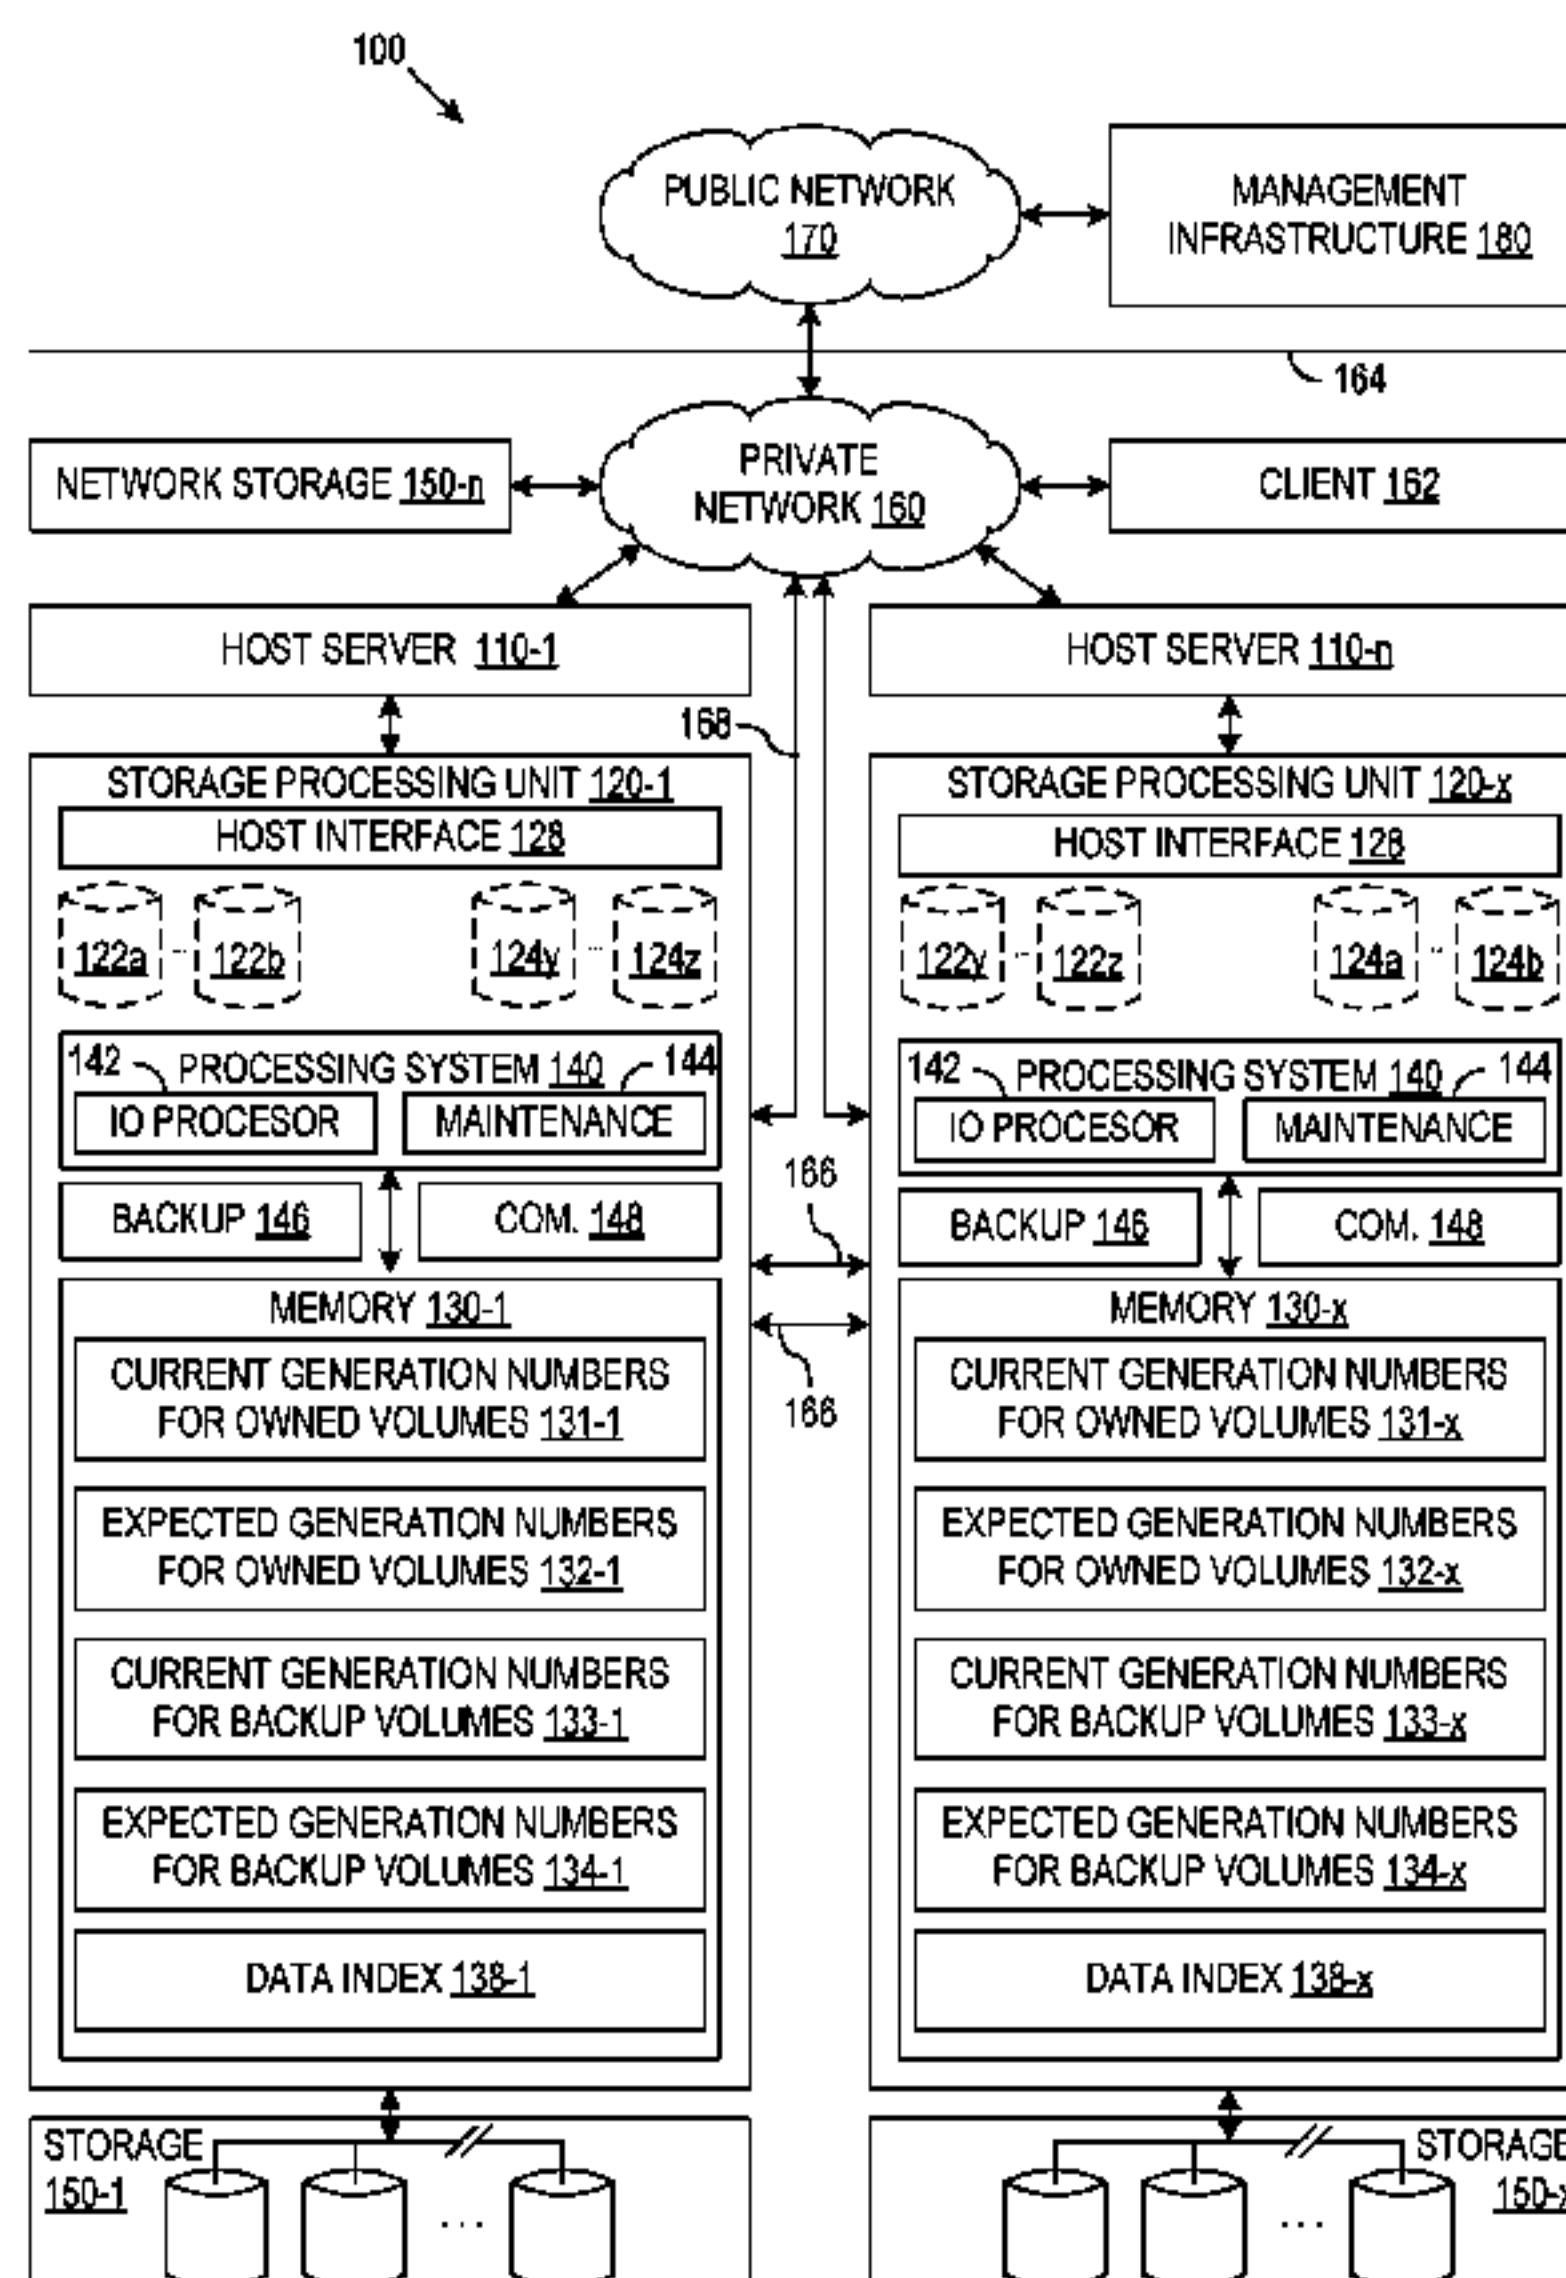 100
PUBLIC NETWORK
170
MANAGEMENT
INFRASTRUCTURE 180
164
NETWORK STORAGE 150-n
PRIVATE
NETWORK 160
CLIENT 162
HOST SERVER 110-1
HOST SERVER 110-n
168
STORAGE PROCESSING UNIT 120-1
HOST INTERFACE 128
122a
122b
124y
124z
142
PROCESSING SYSTEM 140
144
IO PROCESOR
MAINTENANCE
BACKUP 146
COM. 148
MEMORY 130-1
CURRENT GENERATION NUMBERS
FOR OWNED VOLUMES 131-1
EXPECTED GENERATION NUMBERS
FOR OWNED VOLUMES 132-1
CURRENT GENERATION NUMBERS
FOR BACKUP VOLUMES 133-1
EXPECTED GENERATION NUMBERS
FOR BACKUP VOLUMES 134-1
DATA INDEX 138-1
STORAGE
150-1
...
166
166
STORAGE PROCESSING UNIT 120-x
HOST INTERFACE 128
122y
122z
124a
124b
142
PROCESSING SYSTEM 140
144
IO PROCESOR
MAINTENANCE
BACKUP 146
COM. 148
MEMORY 130-x
CURRENT GENERATION NUMBERS
FOR OWNED VOLUMES 131-x
EXPECTED GENERATION NUMBERS
FOR OWNED VOLUMES 132-x
CURRENT GENERATION NUMBERS
FOR BACKUP VOLUMES 133-x
EXPECTED GENERATION NUMBERS
FOR BACKUP VOLUMES 134-x
DATA INDEX 138-x
STORAGE
150-x
...